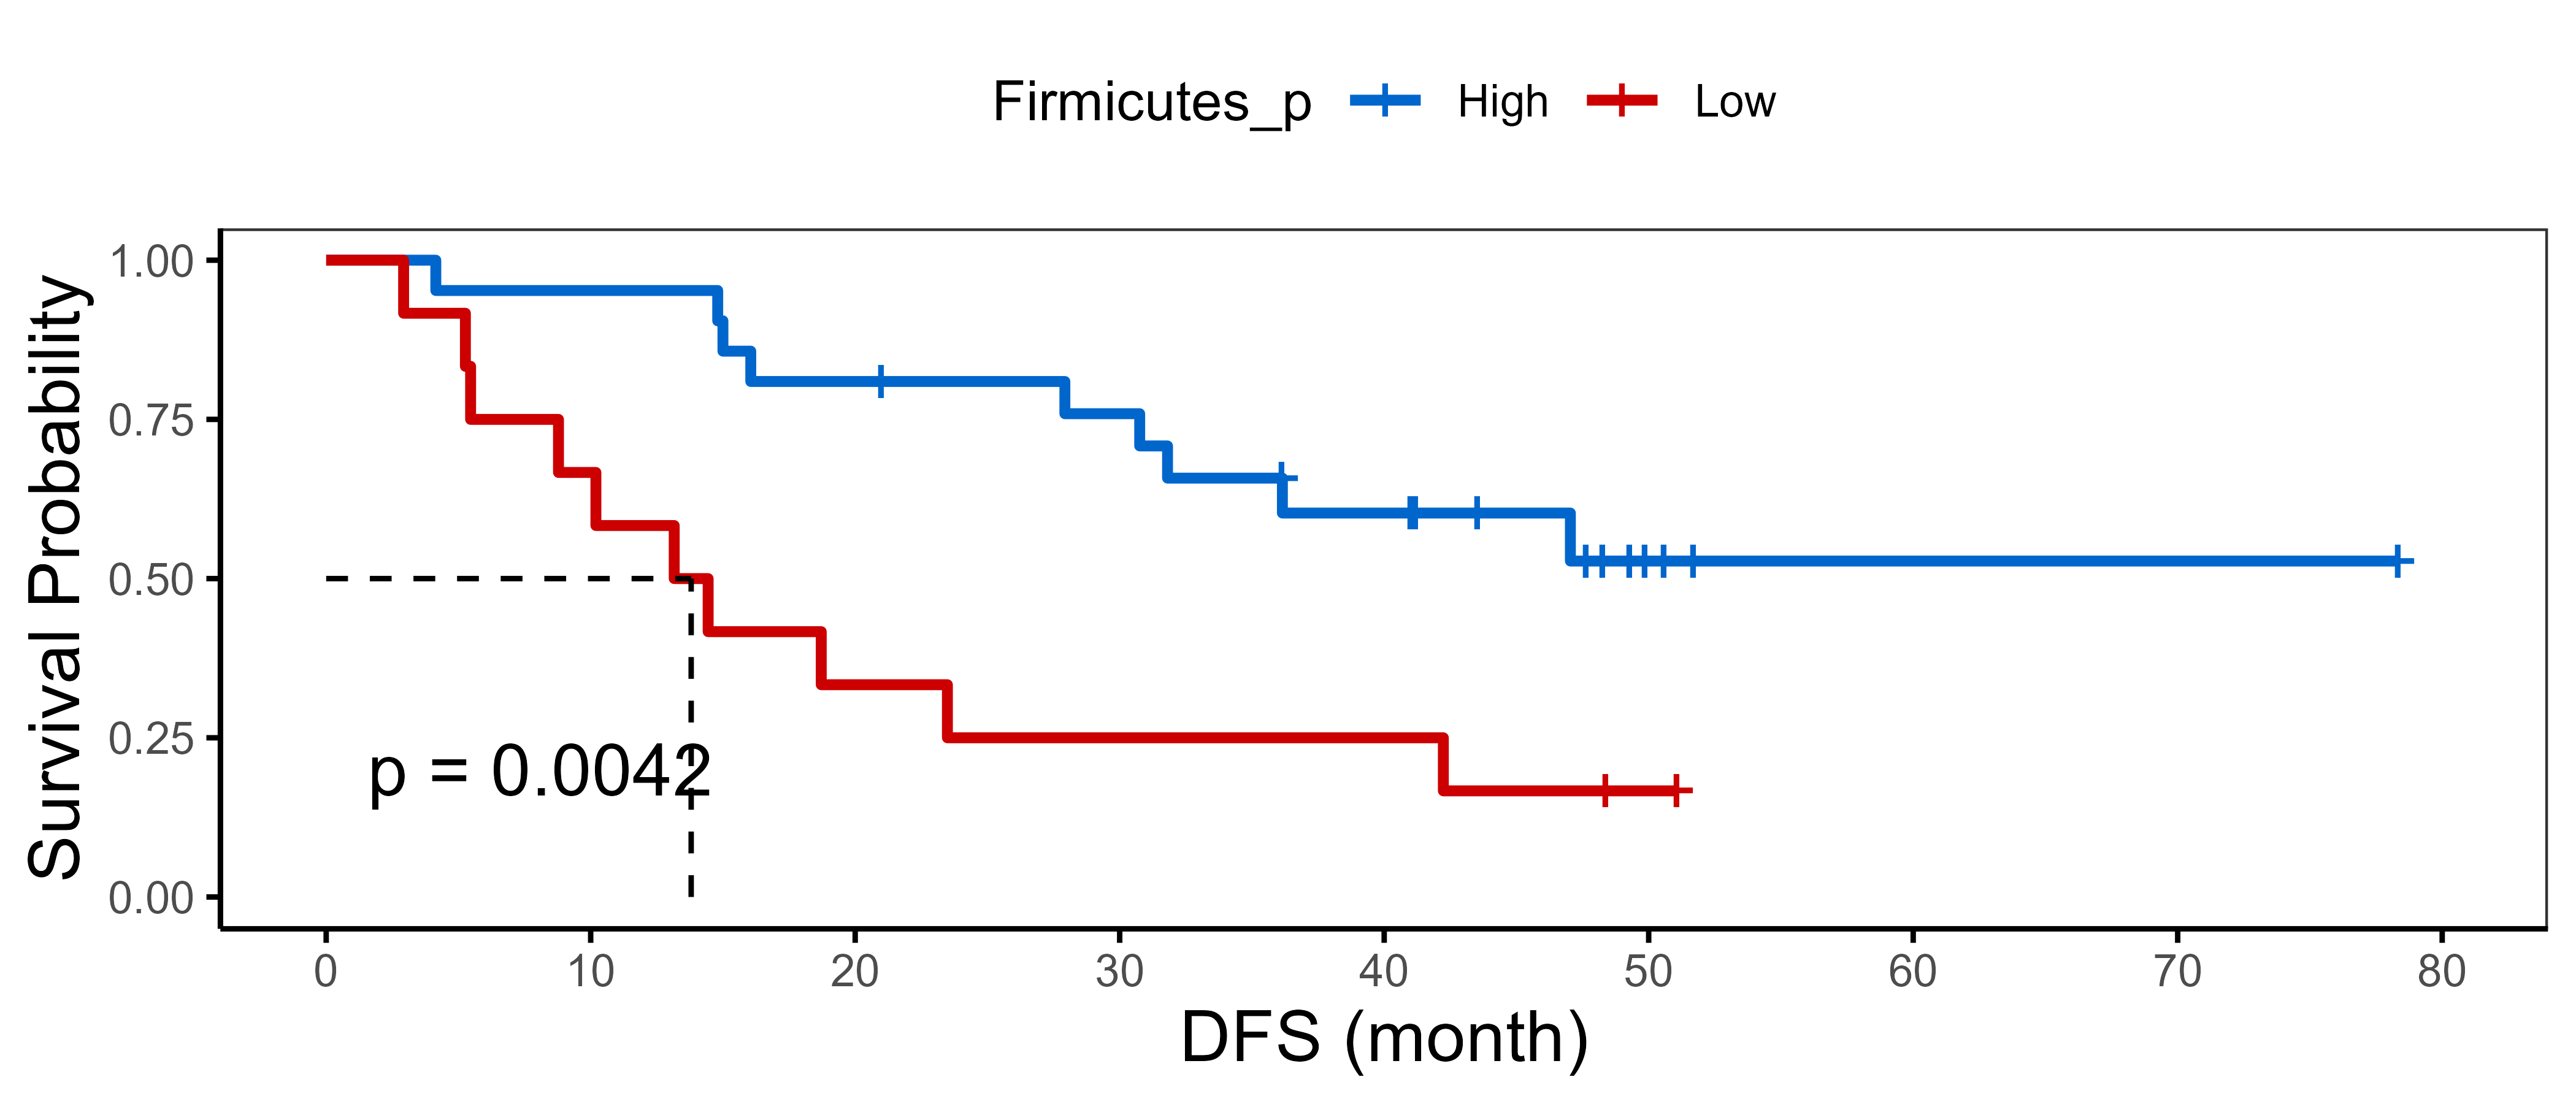 Firmicutes_p High Low
Survival Probability
1.00
0.75
0.50
0.25
0.00
p = 0.0042
0 10 20 30 40 50 60 70 80
DFS (month)